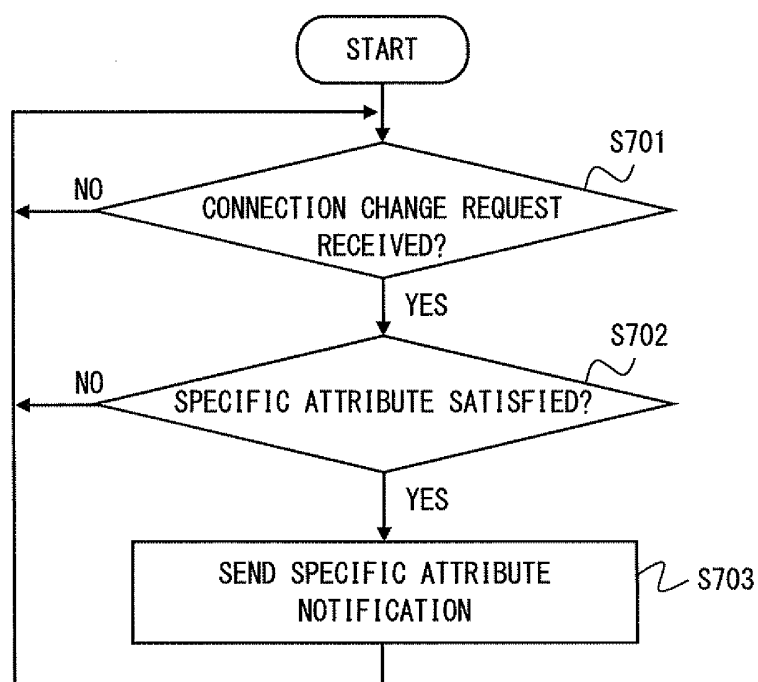 START
S701
NO
CONNECTION CHANGE REQUEST
RECEIVED?
YES
S702
NO
SPECIFIC ATTRIBUTE SATISFIED?
YES
SEND SPECIFIC ATTRIBUTE
NOTIFICATION
S703